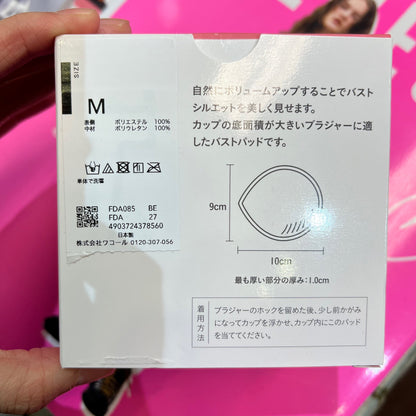 SIZE
M
表側 ポリエステル 100%
中材 ポリウレタン 100%
単体で洗濯
FDA085 BE
FDA 27
4903724378560
日本製
株式会社ワコール 0120-307-056
自然にボリュームアップすることでバスト
シルエットを美しく見せます。
カップの底面積が大きいブラジャーに適
したバストパッドです。
9cm
10cm
最も厚い部分の厚み:1.0cm
着用方法
ブラジャーのホックを留めた後、少し前かがみ
になってカップを浮かせ、カップ内にこのパッド
を当ててください。